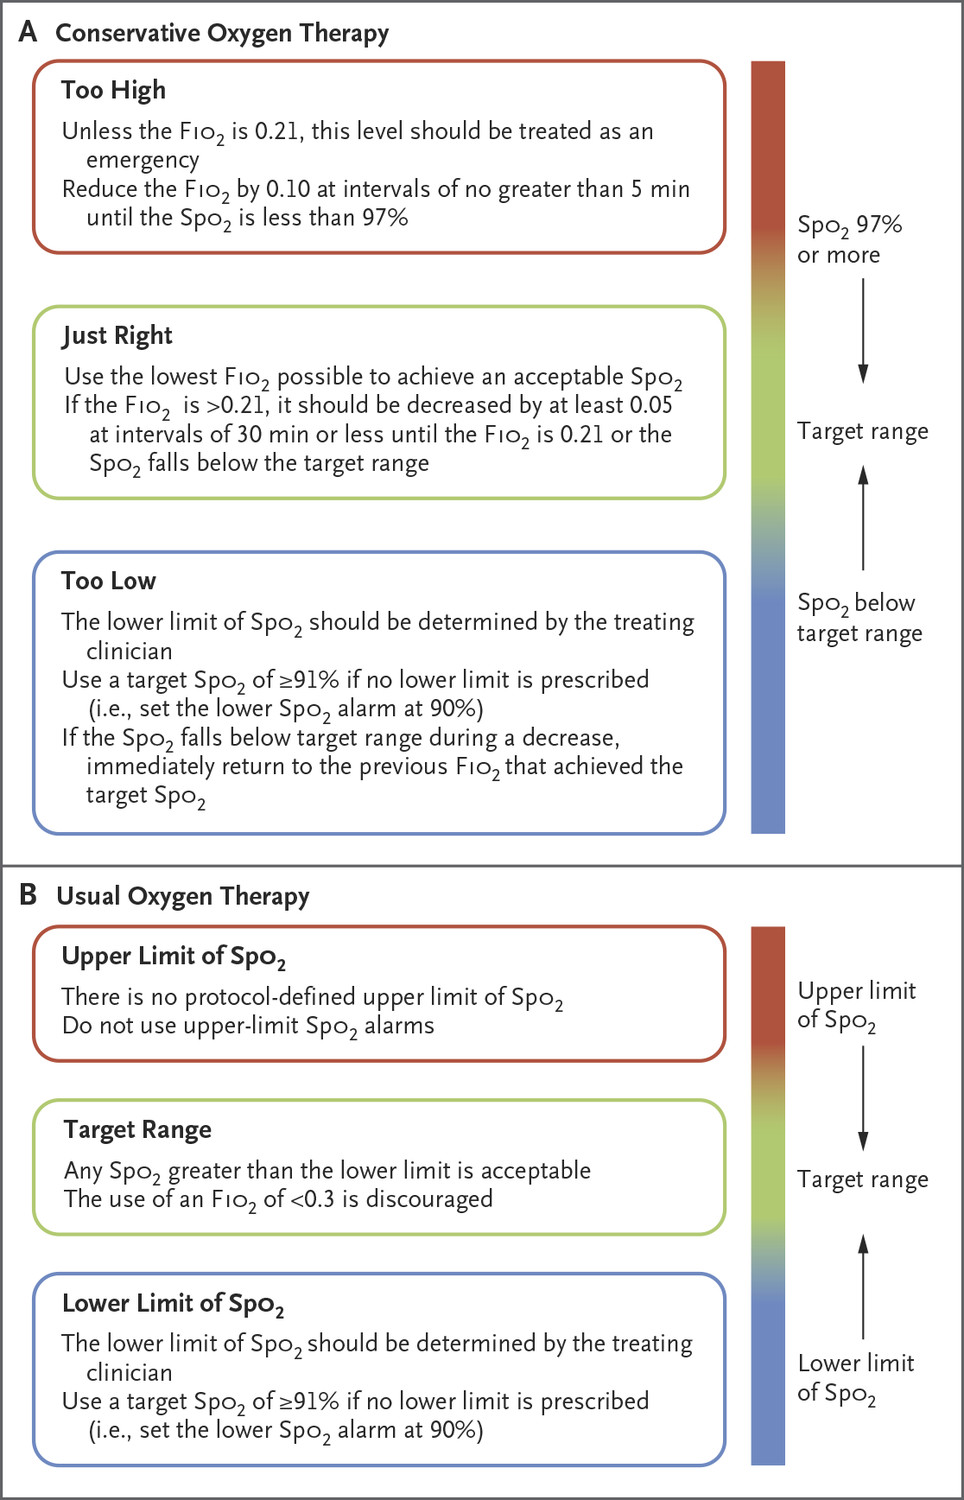 A Conservative Oxygen Therapy
Too High
Unless the FIO2 is 0.21, this level should be treated as an
emergency
Reduce the FIO2 by 0.10 at intervals of no greater than 5 min
until the SpO2 is less than 97%
SpO2 97%
or more
Just Right
Use the lowest FIO2 possible to achieve an acceptable SpO2
If the FIO2 is >0.21, it should be decreased by at least 0.05
at intervals of 30 min or less until the FIO2 is 0.21 or the
SpO2 falls below the target range
Target range
Too Low
The lower limit of SpO2 should be determined by the treating
clinician
Use a target SpO2 of ≥91% if no lower limit is prescribed
(i.e., set the lower SpO2 alarm at 90%)
If the SpO2 falls below target range during a decrease,
immediately return to the previous FIO2 that achieved the
target SpO2
SpO2 below
target range
B Usual Oxygen Therapy
Upper Limit of SpO2
There is no protocol-defined upper limit of SpO2
Do not use upper-limit SpO2 alarms
Upper limit
of SpO2
Target Range
Any SpO2 greater than the lower limit is acceptable
The use of an FIO2 of <0.3 is discouraged
Target range
Lower Limit of SpO2
The lower limit of SpO2 should be determined by the treating
clinician
Use a target SpO2 of ≥91% if no lower limit is prescribed
(i.e., set the lower SpO2 alarm at 90%)
Lower limit
of SpO2